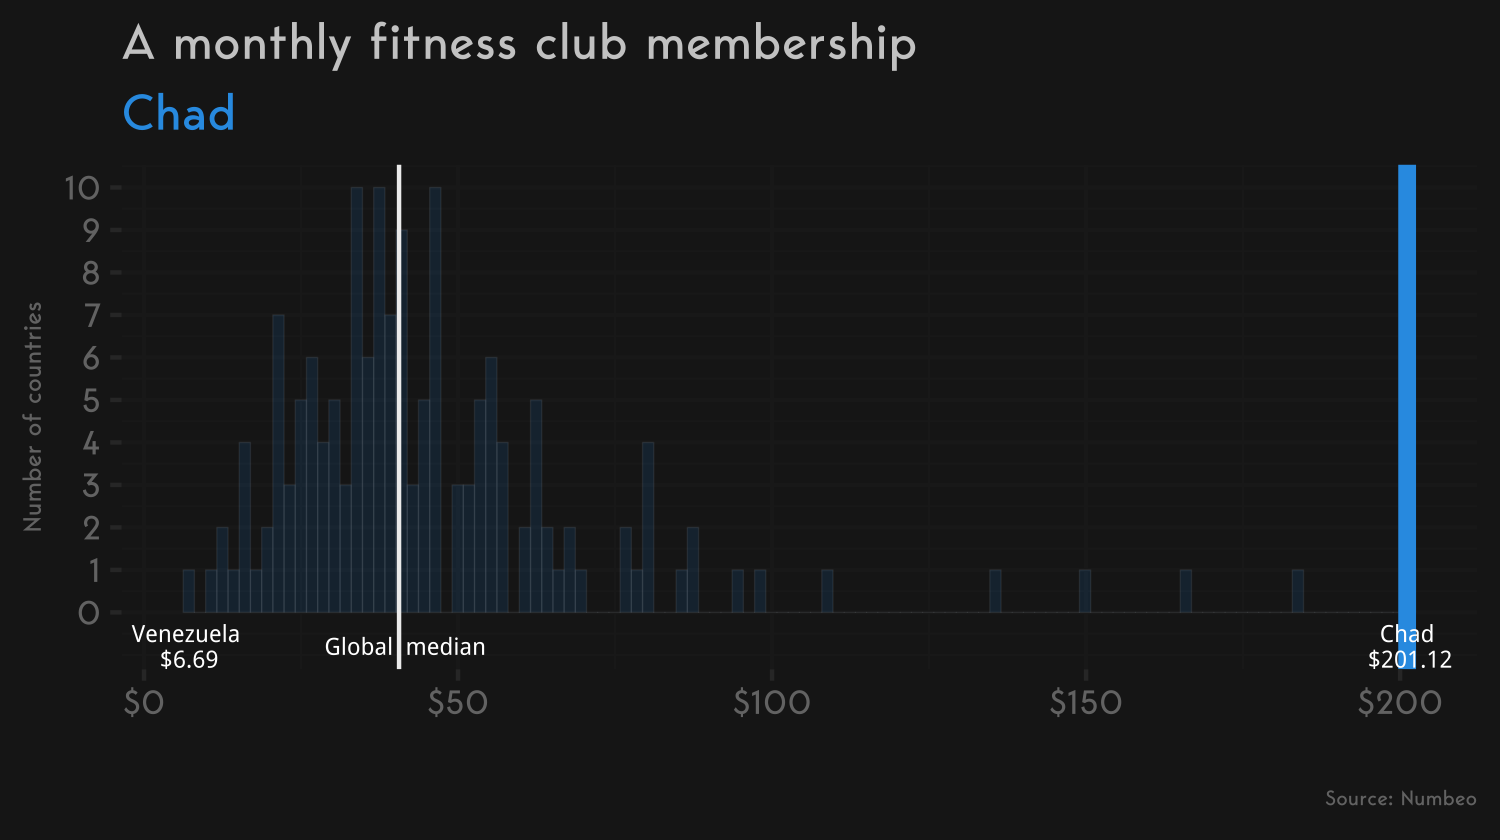 A monthly fitness club membership
Chad
Number of countries
10
9
8
7
6
5
4
3
2
1
0
Venezuela
$6.69
Global median
Chad
$201.12
$0 $50 $100 $150 $200
Source: Numbeo